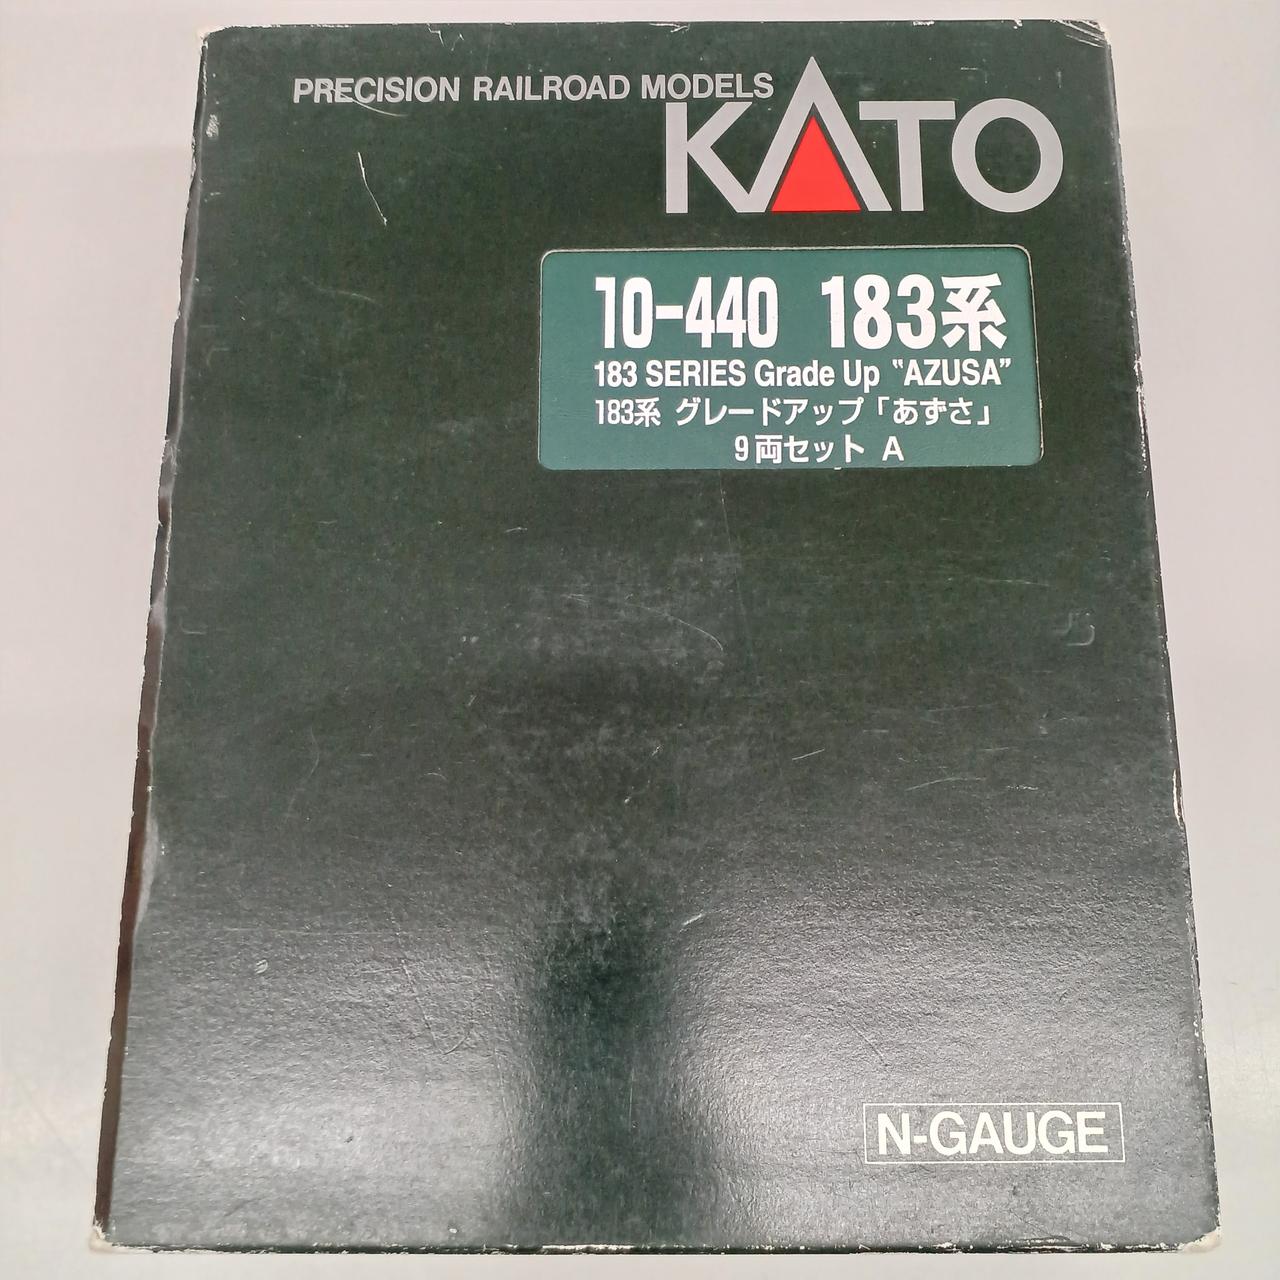 PRECISION RAILROAD MODELS
KATO
10-440 183系
183 SERIES Grade Up "AZUSA"
183系 グレードアップ「あずさ」
9両セット A
N-GAUGE